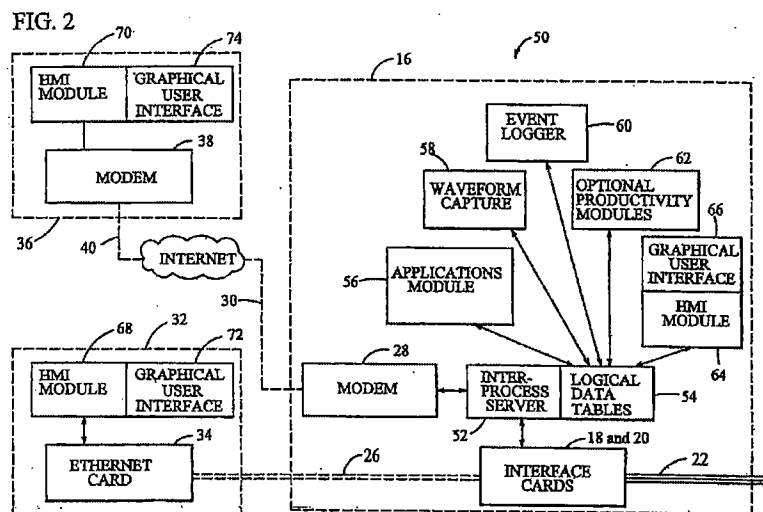 FIG. 2
70
74
HMI
MODULE
GRAPHICAL
USER
INTERFACE
38
MODEM
36
40
INTERNET
30
68
32
72
HMI
MODULE
GRAPHICAL
USER
INTERFACE
34
ETHERNET
CARD
26
50
16
EVENT
LOGGER
60
58
WAVEFORM
CAPTURE
62
OPTIONAL
PRODUCTIVITY
MODULES
66
GRAPHICAL
USER
INTERFACE
HMI
MODULE
64
56
APPLICATIONS
MODULE
28
MODEM
INTER-
PROCESS
SERVER
LOGICAL
DATA
TABLES
54
52
18 and 20
INTERFACE
CARDS
22